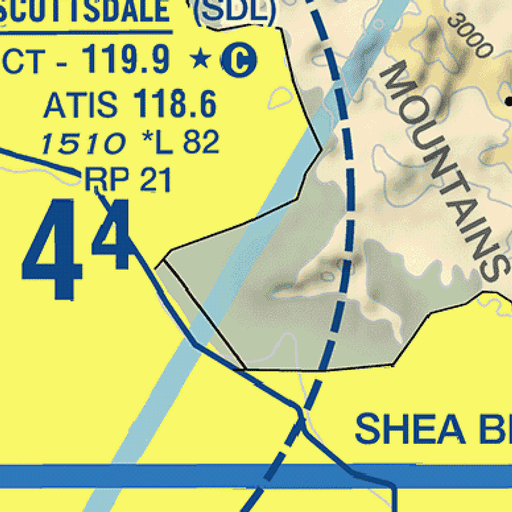 SCOTTSDALE (SDL)
CT - 119.9 ★ C
ATIS 118.6
1510 *L 82
RP 21
4⁴
3000
MOUNTAINS
SHEA